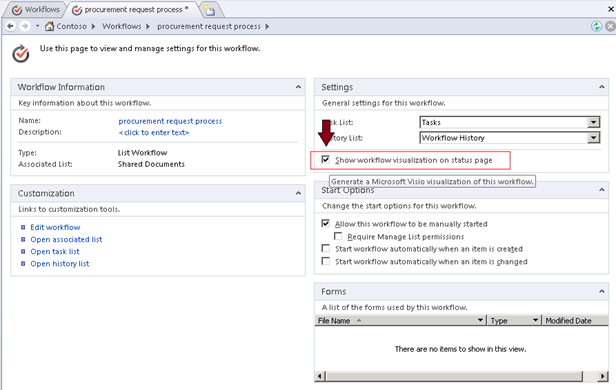 Workflows
procurement request process *
Contoso
Workflows
procurement request process
Use this page to view and manage settings for this workflow.
Workflow Information
Key information about this workflow.
Name: procurement request process
Description: <click to enter text>
Type: List Workflow
Associated List: Shared Documents
Customization
Links to customization tools.
Edit workflow
Open associated list
Open task list
Open history list
Settings
General settings for this workflow.
sk List: Tasks
story List: Workflow History
Show workflow visualization on status page
Generate a Microsoft Visio visualization of this workflow.
Start Options
Change the start options for this workflow.
Allow this workflow to be manually started
Require Manage List permissions
Start workflow automatically when an item is created
Start workflow automatically when an item is changed
Forms
A list of the forms used by this workflow.
File Name Type Modified Date
There are no items to show in this view.